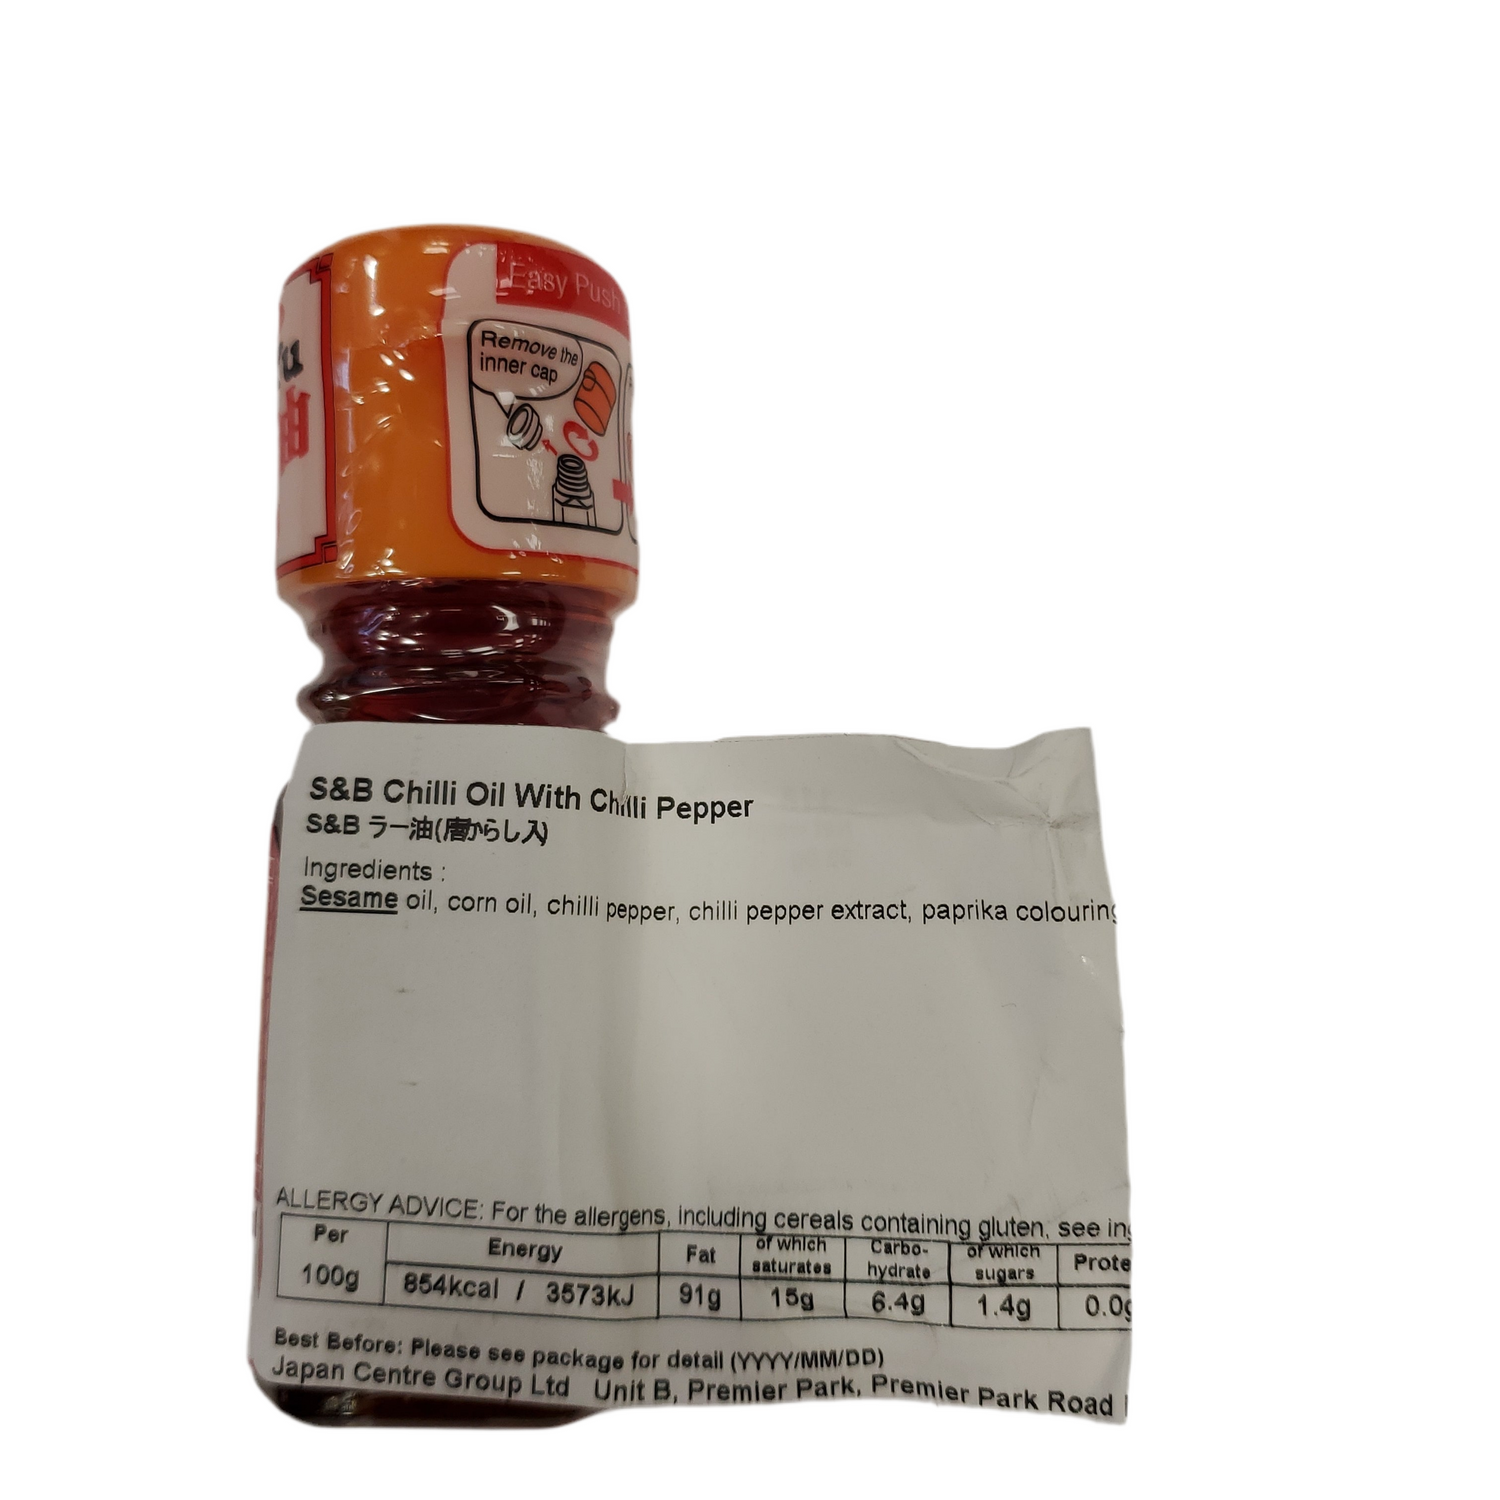 Easy Push
Remove the
inner cap
油
S&B Chilli Oil With Chilli Pepper
S&B ラー油(唐からし入)
Ingredients :
Sesame oil, corn oil, chilli pepper, chilli pepper extract, paprika colouring
ALLERGY ADVICE: For the allergens, including cereals containing gluten, see
Per Energy Fat of which saturates Carbo-hydrate of which sugars Prote
100g 854kcal / 3573kJ 91g 15g 6.4g 1.4g 0.0g
Best Before: Please see package for detail (YYYY/MM/DD)
Japan Centre Group Ltd Unit B, Premier Park, Premier Park Road